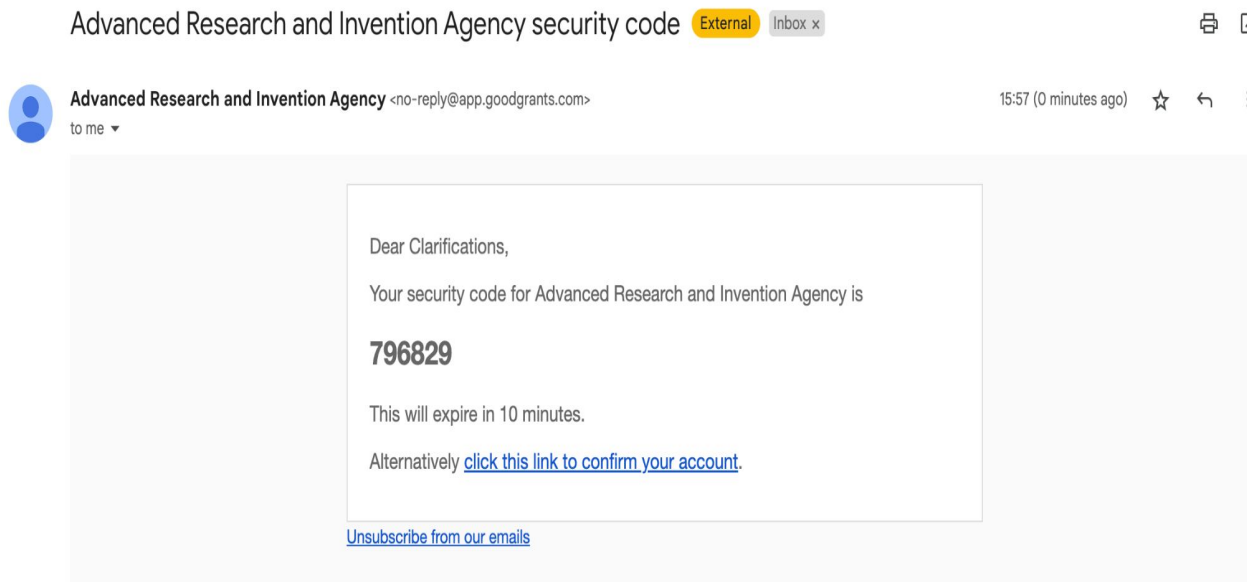 Advanced Research and Invention Agency security code External Inbox x
Advanced Research and Invention Agency <no-reply@app.goodgrants.com> 15:57 (0 minutes ago)
to me
Dear Clarifications,
Your security code for Advanced Research and Invention Agency is
796829
This will expire in 10 minutes.
Alternatively click this link to confirm your account.
Unsubscribe from our emails